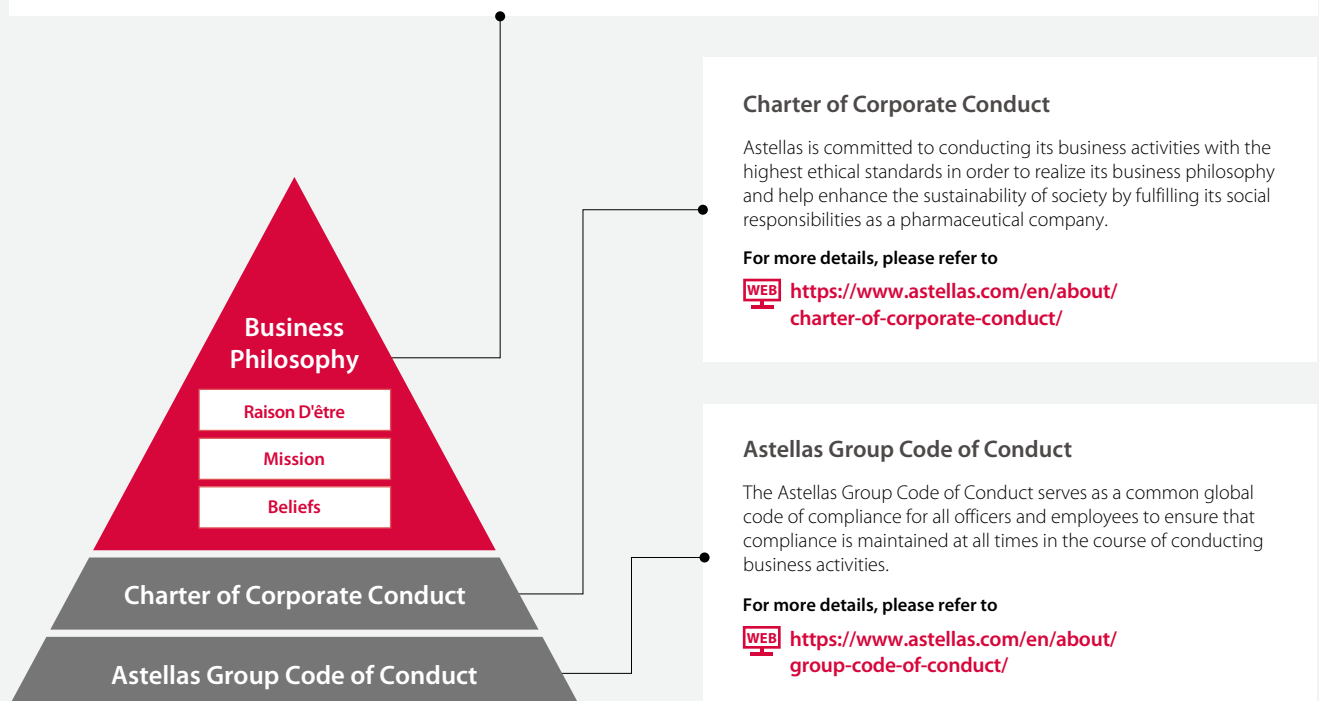 Business
Philosophy
Raison D'être
Mission
Beliefs
Charter of Corporate Conduct
Astellas Group Code of Conduct
Charter of Corporate Conduct
Astellas is committed to conducting its business activities with the
highest ethical standards in order to realize its business philosophy
and help enhance the sustainability of society by fulfilling its social
responsibilities as a pharmaceutical company.
For more details, please refer to
WEB https://www.astellas.com/en/about/
charter-of-corporate-conduct/
Astellas Group Code of Conduct
The Astellas Group Code of Conduct serves as a common global
code of compliance for all officers and employees to ensure that
compliance is maintained at all times in the course of conducting
business activities.
For more details, please refer to
WEB https://www.astellas.com/en/about/
group-code-of-conduct/